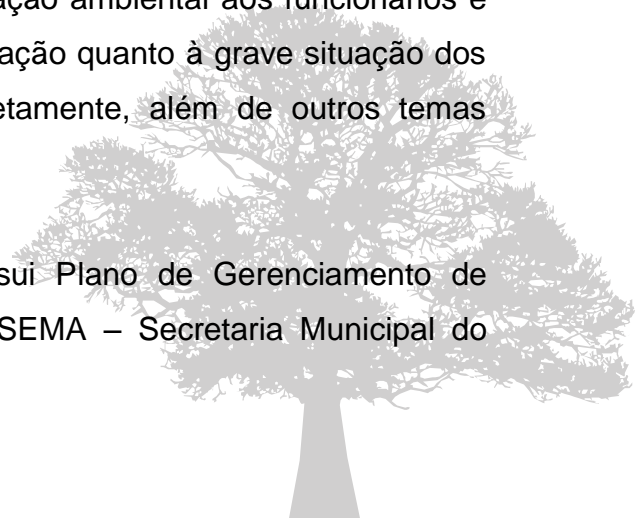 ação ambiental aos funcionários e
ação quanto à grave situação dos
etamente, além de outros temas
sui Plano de Gerenciamento de
SEMA – Secretaria Municipal do